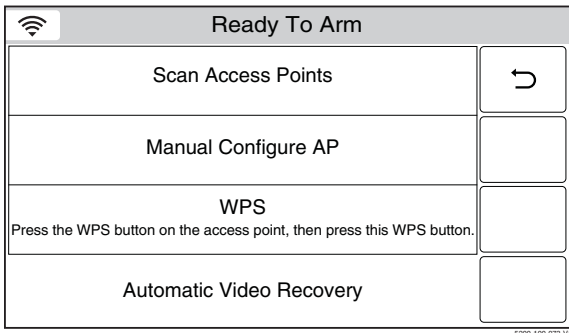 Ready To Arm
Scan Access Points
Manual Configure AP
WPS
Press the WPS button on the access point, then press this WPS button.
Automatic Video Recovery